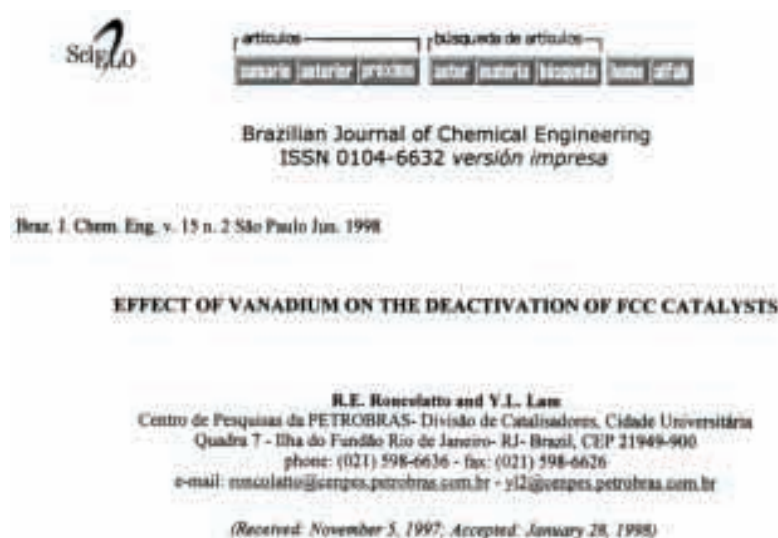 SciELO
artículos búsqueda de artículos
sumario anterior próximo autor materia búsqueda home alfab
Brazilian Journal of Chemical Engineering
ISSN 0104-6632 versión impresa
Braz. J. Chem. Eng. v. 15 n. 2 São Paulo Jun. 1998
EFFECT OF VANADIUM ON THE DEACTIVATION OF FCC CATALYSTS
R.E. Roncolatto and Y.L. Lam
Centro de Pesquisas da PETROBRAS- Divisão de Catalisadores, Cidade Universitária
Quadra 7 - Ilha do Fundão Rio de Janeiro- RJ- Brazil, CEP 21949-900
phone: (021) 598-6636 - fax: (021) 598-6626
e-mail: roncolatto@cenpes.petrobras.com.br - yl2@cenpes.petrobras.com.br
(Received: November 5, 1997; Accepted: January 28, 1998)